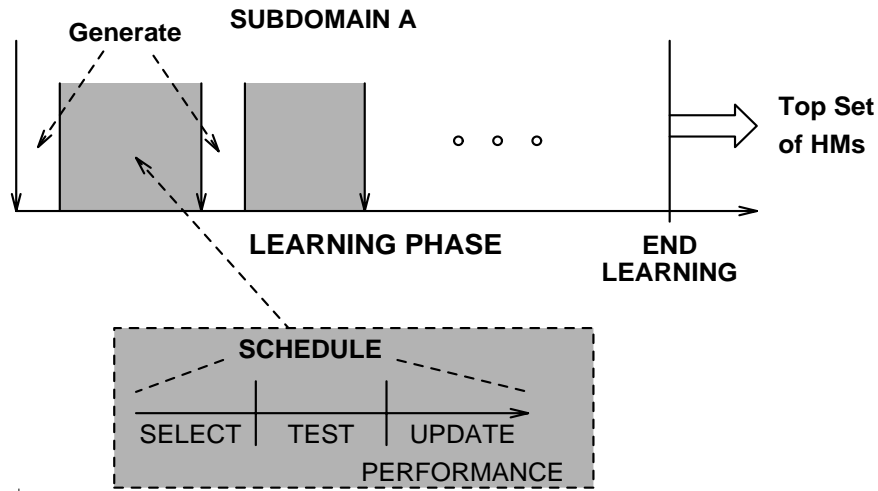 SUBDOMAIN A
Generate
Top Set
of HMs
LEARNING PHASE
END
LEARNING
SCHEDULE
SELECT
TEST
UPDATE
PERFORMANCE